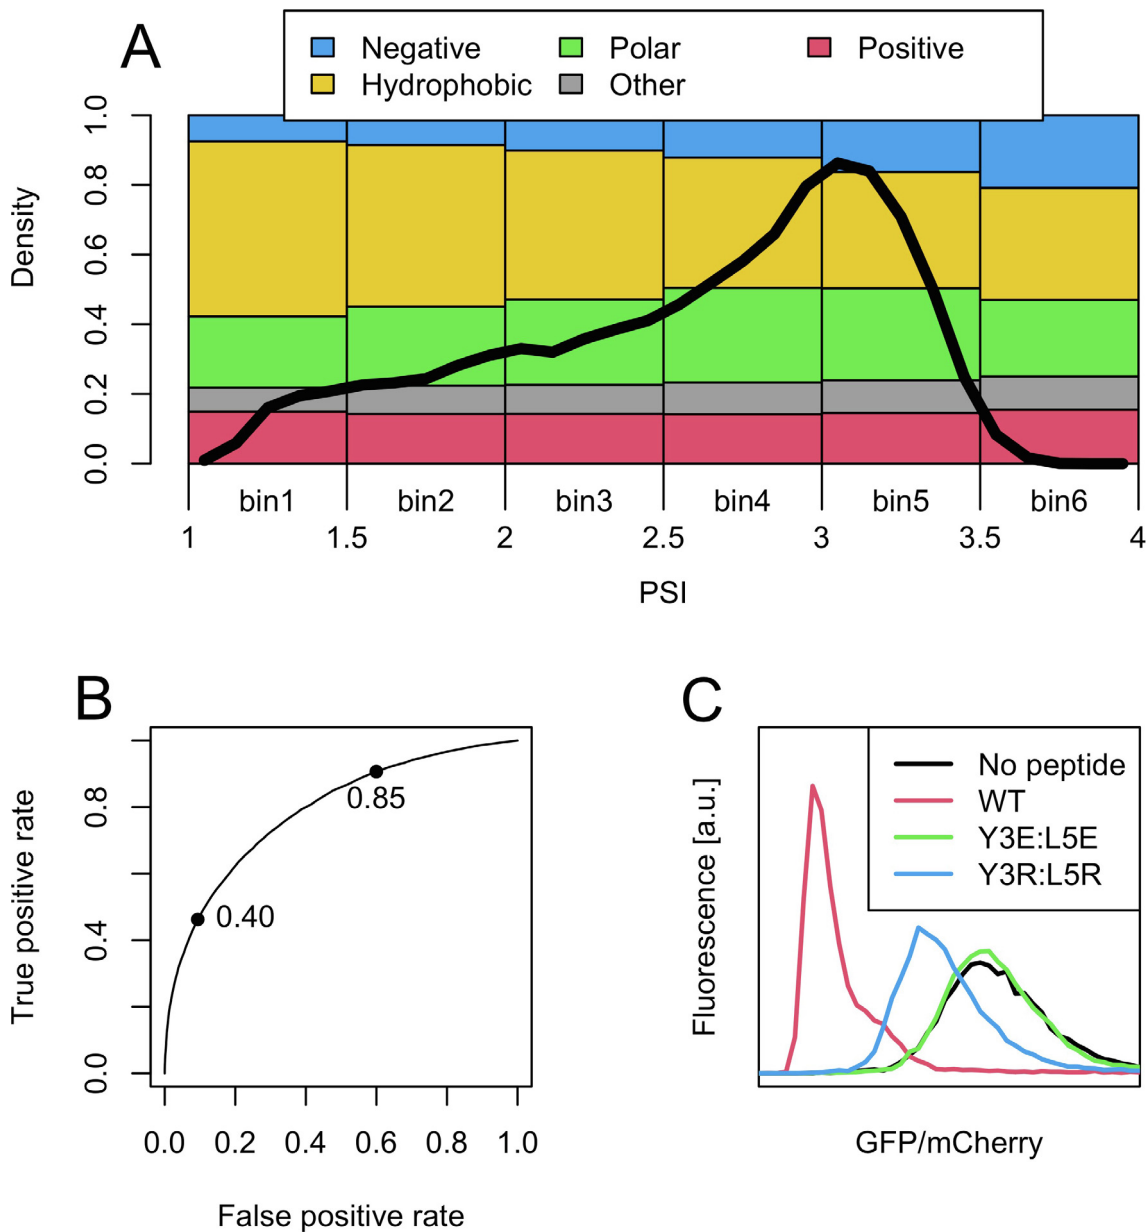 A
Negative Polar Positive
Hydrophobic Other
Density
0.0 0.2 0.4 0.6 0.8 1.0
bin1 bin2 bin3 bin4 bin5 bin6
1 1.5 2 2.5 3 3.5 4
PSI
B
True positive rate
0.0 0.4 0.8
0.85
0.40
0.0 0.2 0.4 0.6 0.8 1.0
False positive rate
C
Fluorescence [a.u.]
No peptide
WT
Y3E:L5E
Y3R:L5R
GFP/mCherry